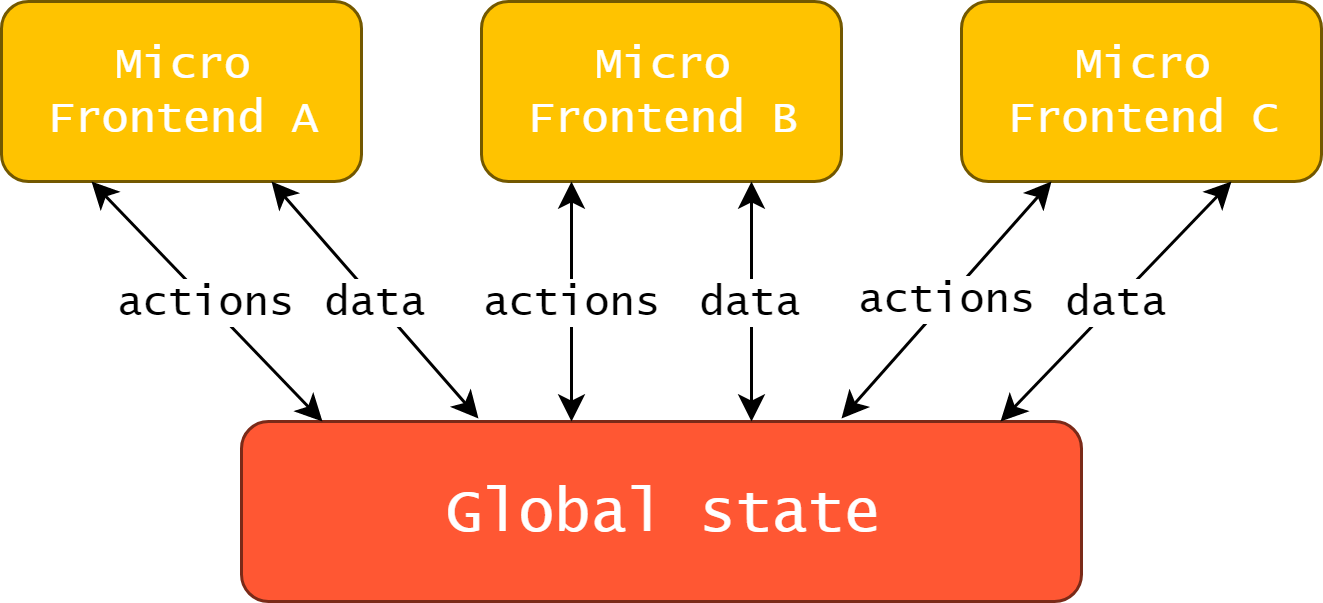 Micro
Frontend A
Micro
Frontend B
Micro
Frontend C
actions
data
actions
data
actions
data
Global state